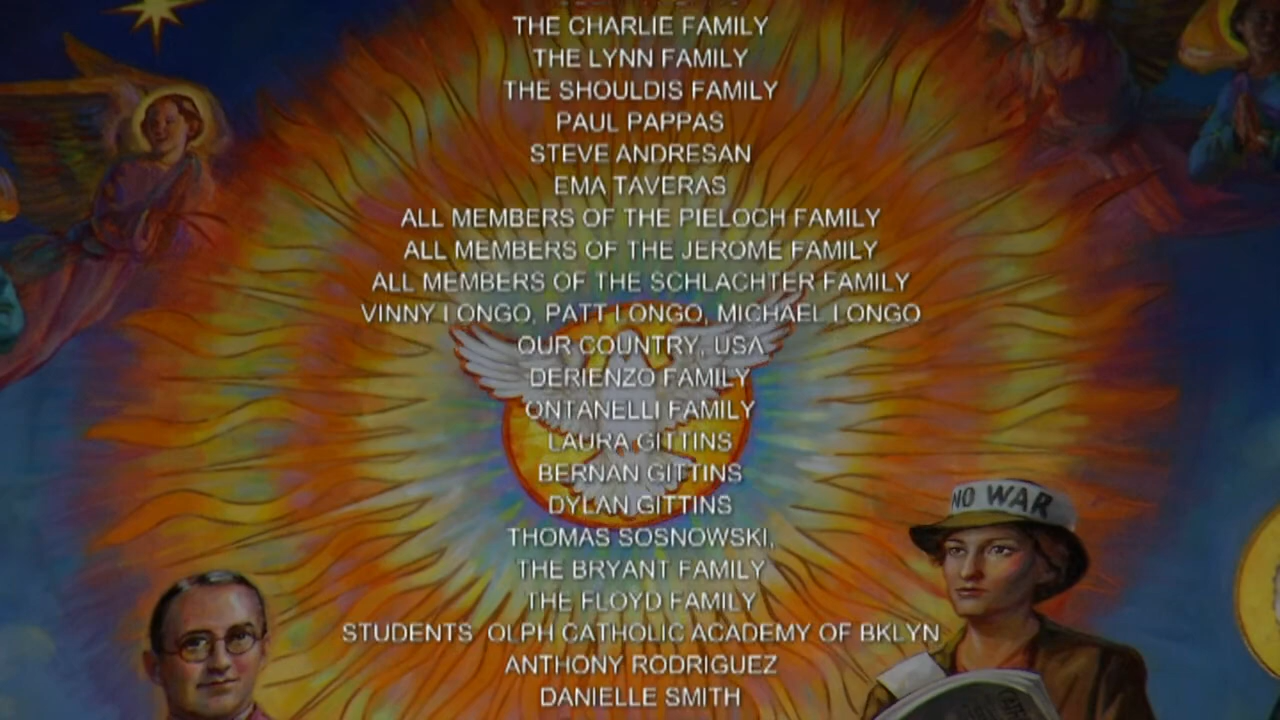 THE CHARLIE FAMILY
THE LYNN FAMILY
THE SHOULDIS FAMILY
PAUL PAPPAS
STEVE ANDRESAN
EMA TAVERAS
ALL MEMBERS OF THE PIELOCH FAMILY
ALL MEMBERS OF THE JEROME FAMILY
ALL MEMBERS OF THE SCHLACHTER FAMILY
VINNY LONGO, PATT LONGO, MICHAEL LONGO
OUR COUNTRY, USA
DERIENZO FAMILY
ONTANELLI FAMILY
LAURA GITTINS
BERNAN GITTINS
DYLAN GITTINS
NO WAR
THOMAS SOSNOWSKI,
THE BRYANT FAMILY
THE FLOYD FAMILY
STUDENTS OLPH CATHOLIC ACADEMY OF BKLYN
ANTHONY RODRIGUEZ
DANIELLE SMITH